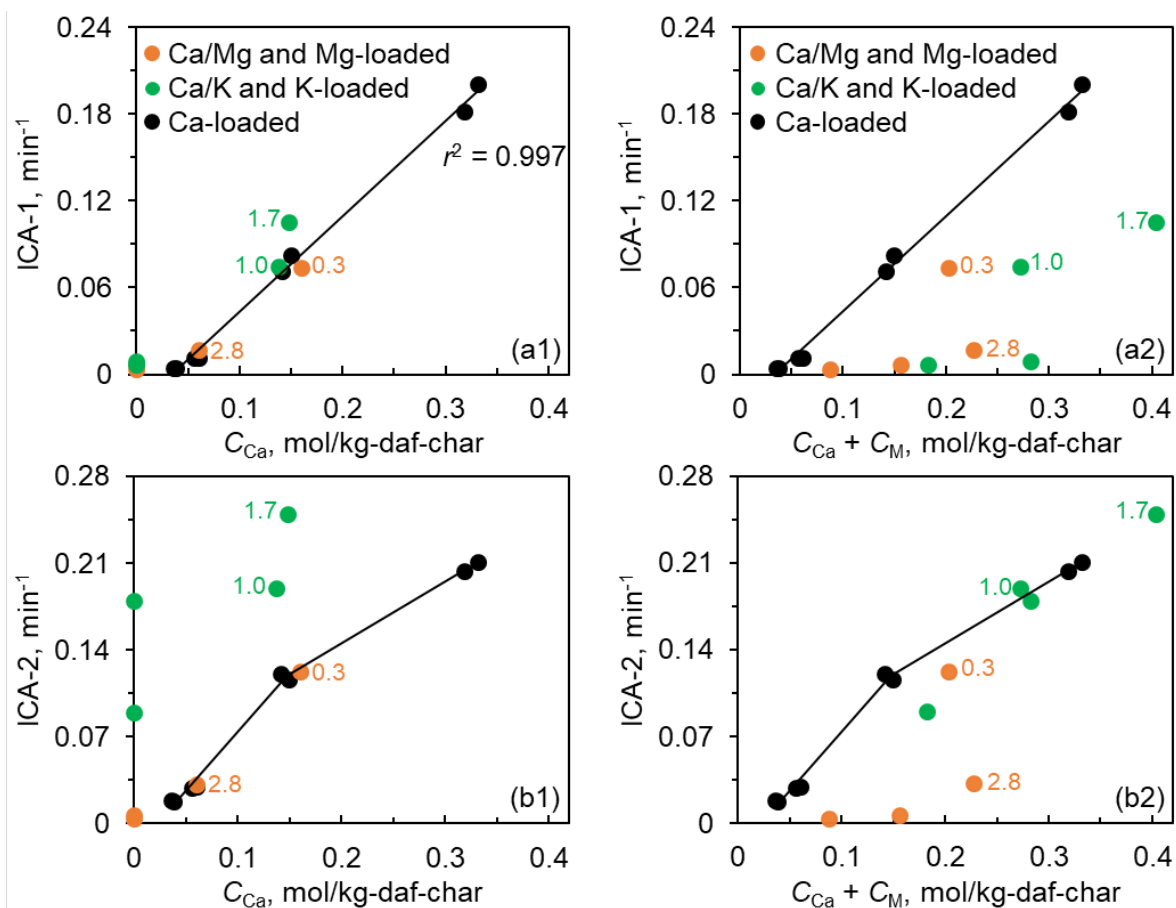 0.24
Ca/Mg and Mg-loaded
Ca/K and K-loaded
Ca-loaded
0.18
r² = 0.997
ICA-1, min⁻¹
0.12
1.7
1.0
0.3
0.06
2.8
(a1)
0
0 0.1 0.2 0.3 0.4
C_Ca, mol/kg-daf-char
0.24
Ca/Mg and Mg-loaded
Ca/K and K-loaded
Ca-loaded
0.18
ICA-1, min⁻¹
0.12
1.7
0.3
1.0
0.06
2.8
(a2)
0
0 0.1 0.2 0.3 0.4
C_Ca + C_M, mol/kg-daf-char
0.28
1.7
0.21
ICA-2, min⁻¹
1.0
0.14
0.3
0.07
2.8
(b1)
0
0 0.1 0.2 0.3 0.4
C_Ca, mol/kg-daf-char
0.28
1.7
0.21
ICA-2, min⁻¹
1.0
0.14
0.3
0.07
2.8
(b2)
0
0 0.1 0.2 0.3 0.4
C_Ca + C_M, mol/kg-daf-char